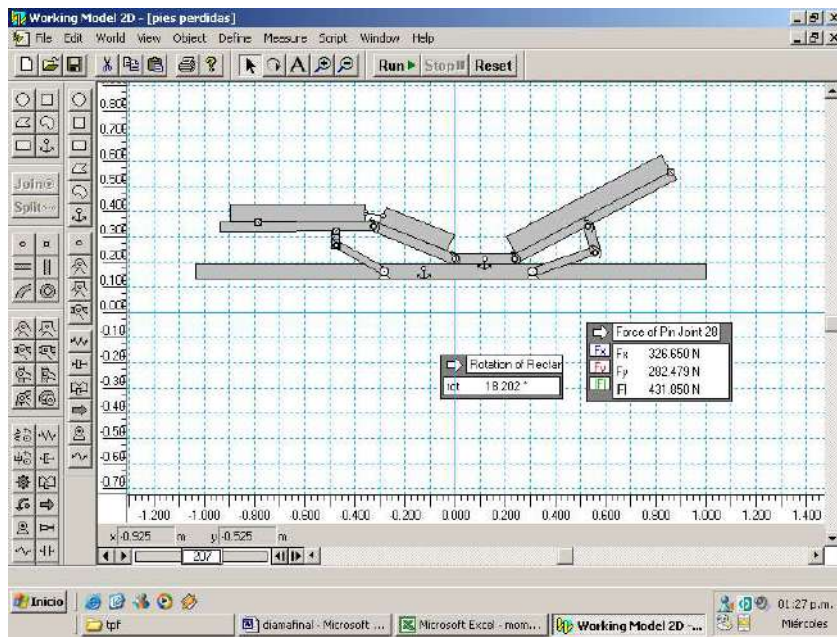 Working Model 2D - [pies perdidas]
File Edit World View Object Define Measure Script Window Help
Run Stop Reset
Join
Split
0.800
0.700
0.600
0.500
0.400
0.300
0.200
0.100
0.000
-0.10
-0.20
-0.30
-0.40
-0.50
-0.60
-0.70
Force of Pin Joint 28
Fx Fx 326.650 N
Fy Fy 282.479 N
|F| |F| 431.850 N
Rotation of Rectan
rot 18.202 °
-1.200 -1.000 -0.800 -0.600 -0.400 -0.200 0.000 0.200 0.400 0.600 0.800 1.000 1.200 1.400
x -0.925 m y -0.525 m
207
Inicio
01:27 p.m.
tpf
diamafinal - Microsoft ...
Microsoft Excel - mom...
Working Model 2D -...
Miércoles